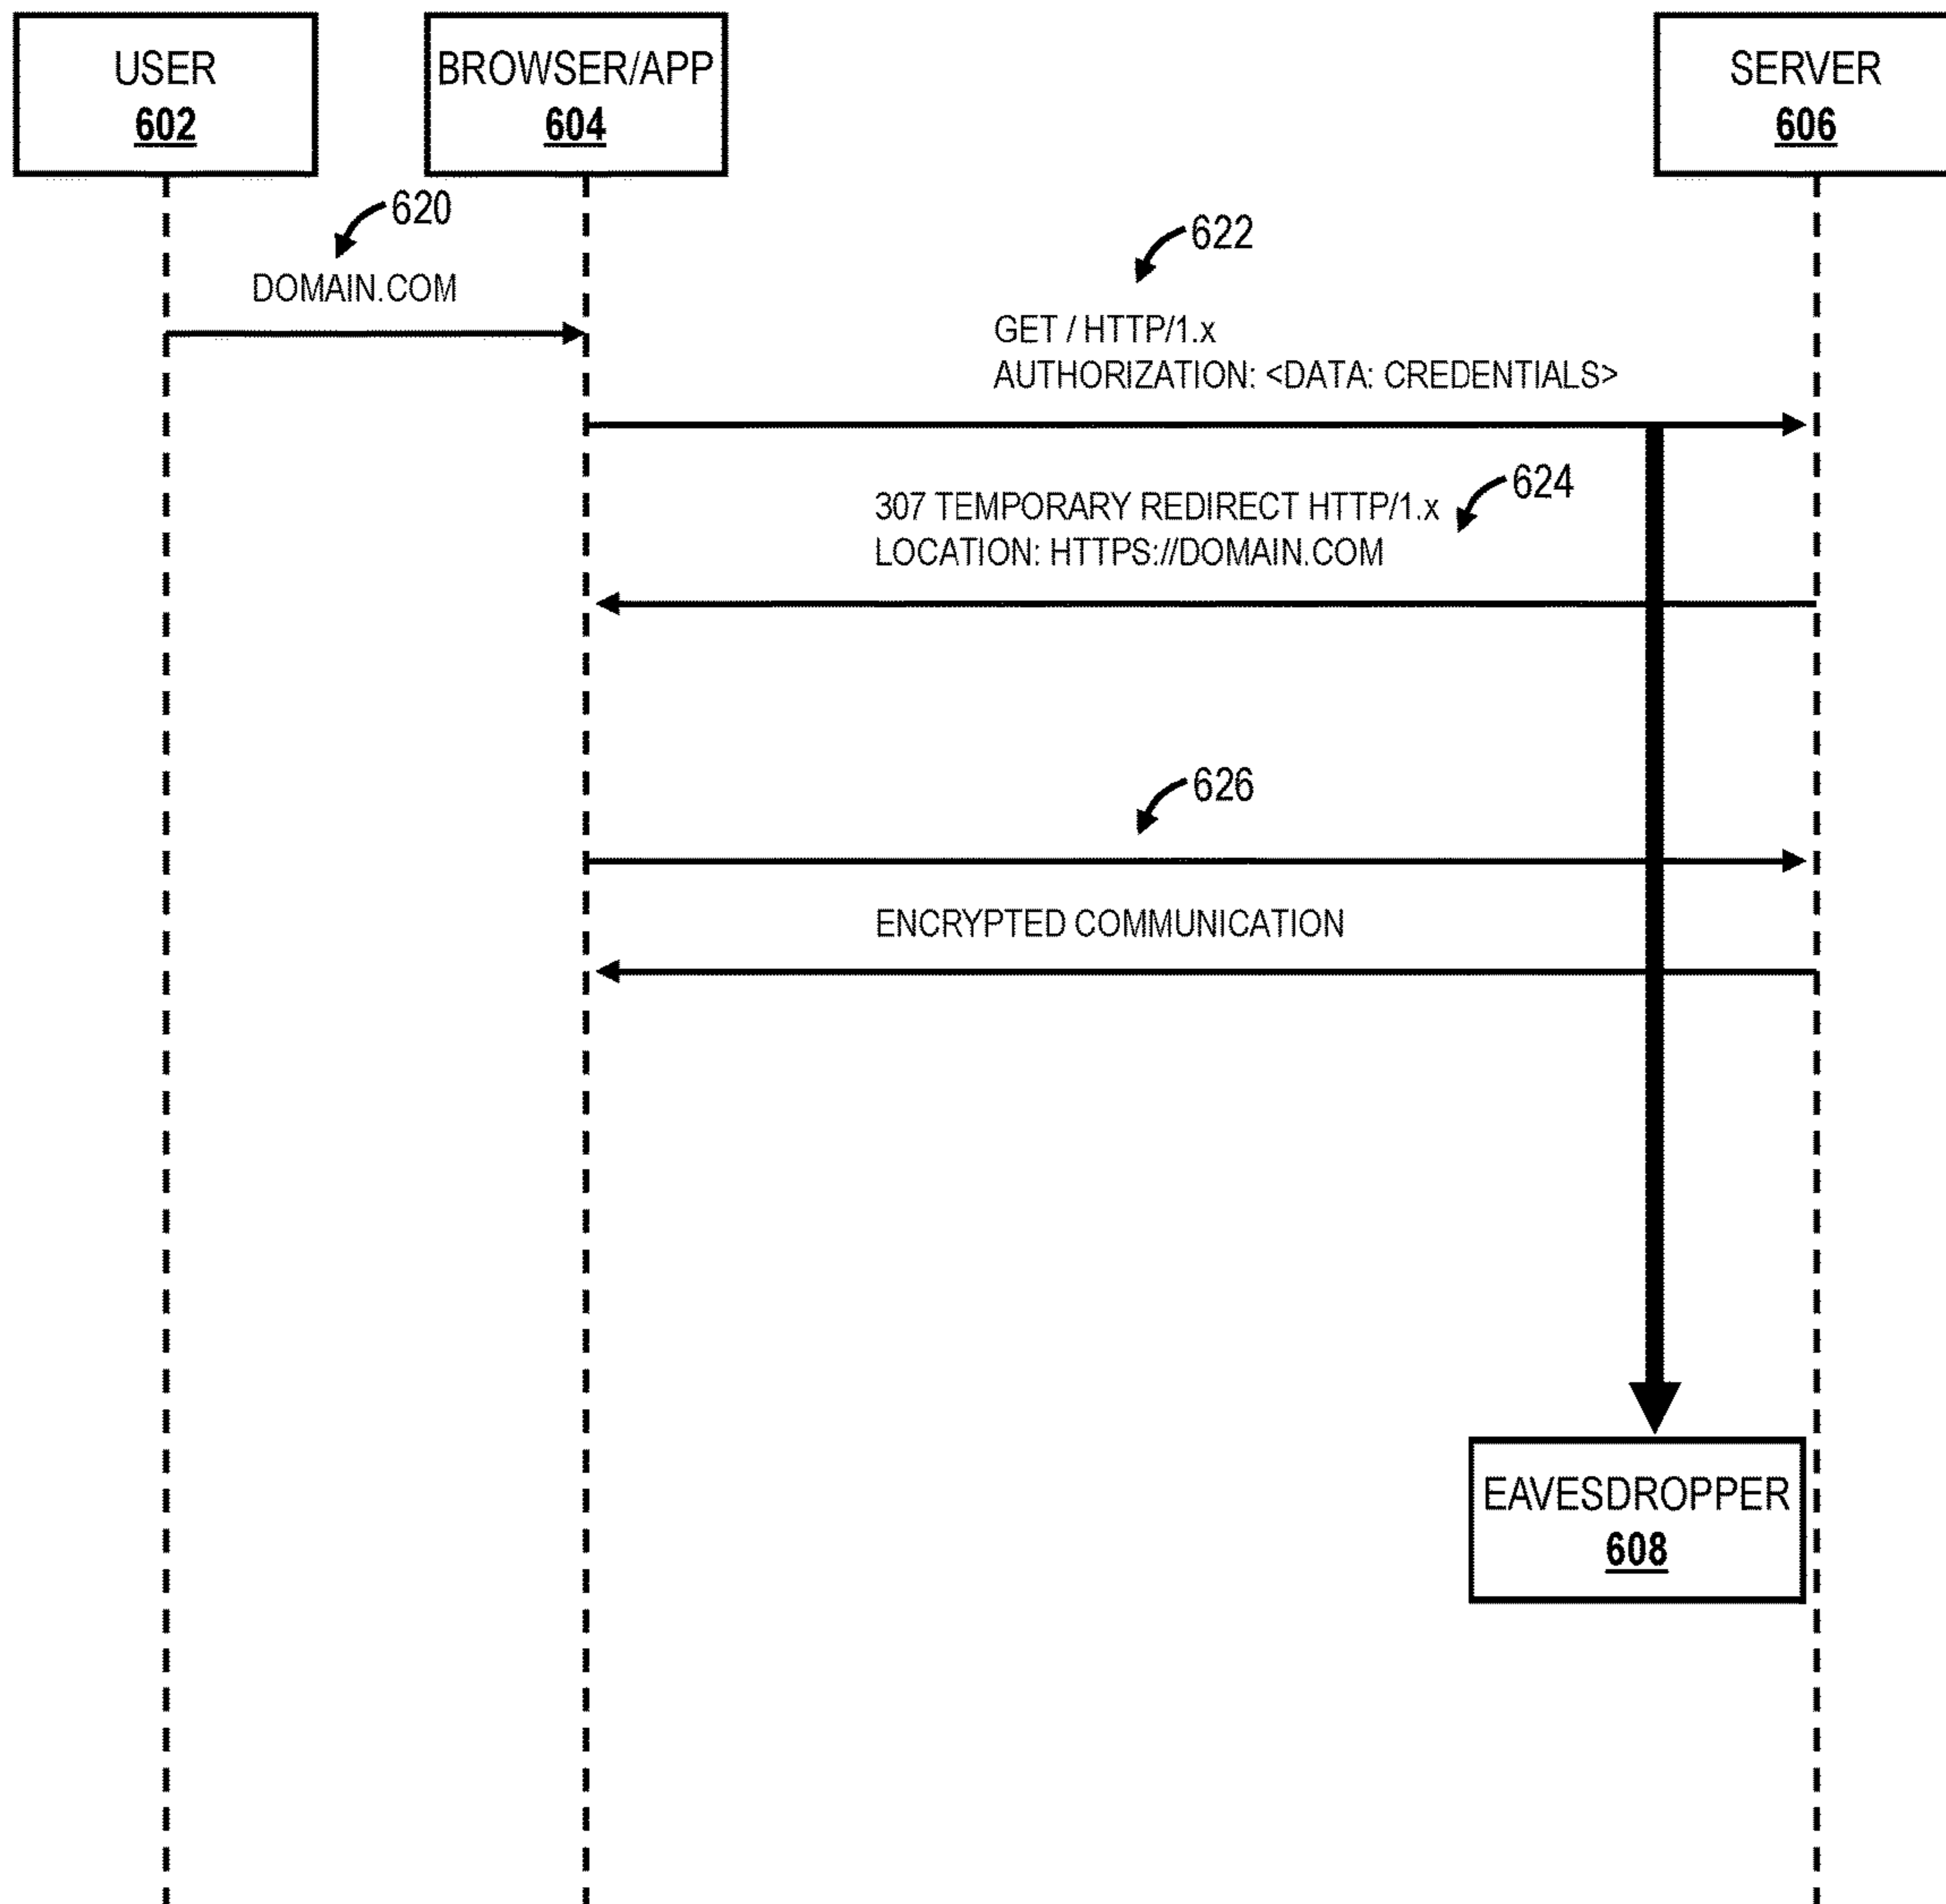 USER
602
BROWSER/APP
604
SERVER
606
620
DOMAIN.COM
622
GET / HTTP/1.x
AUTHORIZATION: <DATA: CREDENTIALS>
624
307 TEMPORARY REDIRECT HTTP/1.x
LOCATION: HTTPS://DOMAIN.COM
626
ENCRYPTED COMMUNICATION
EAVESDROPPER
608